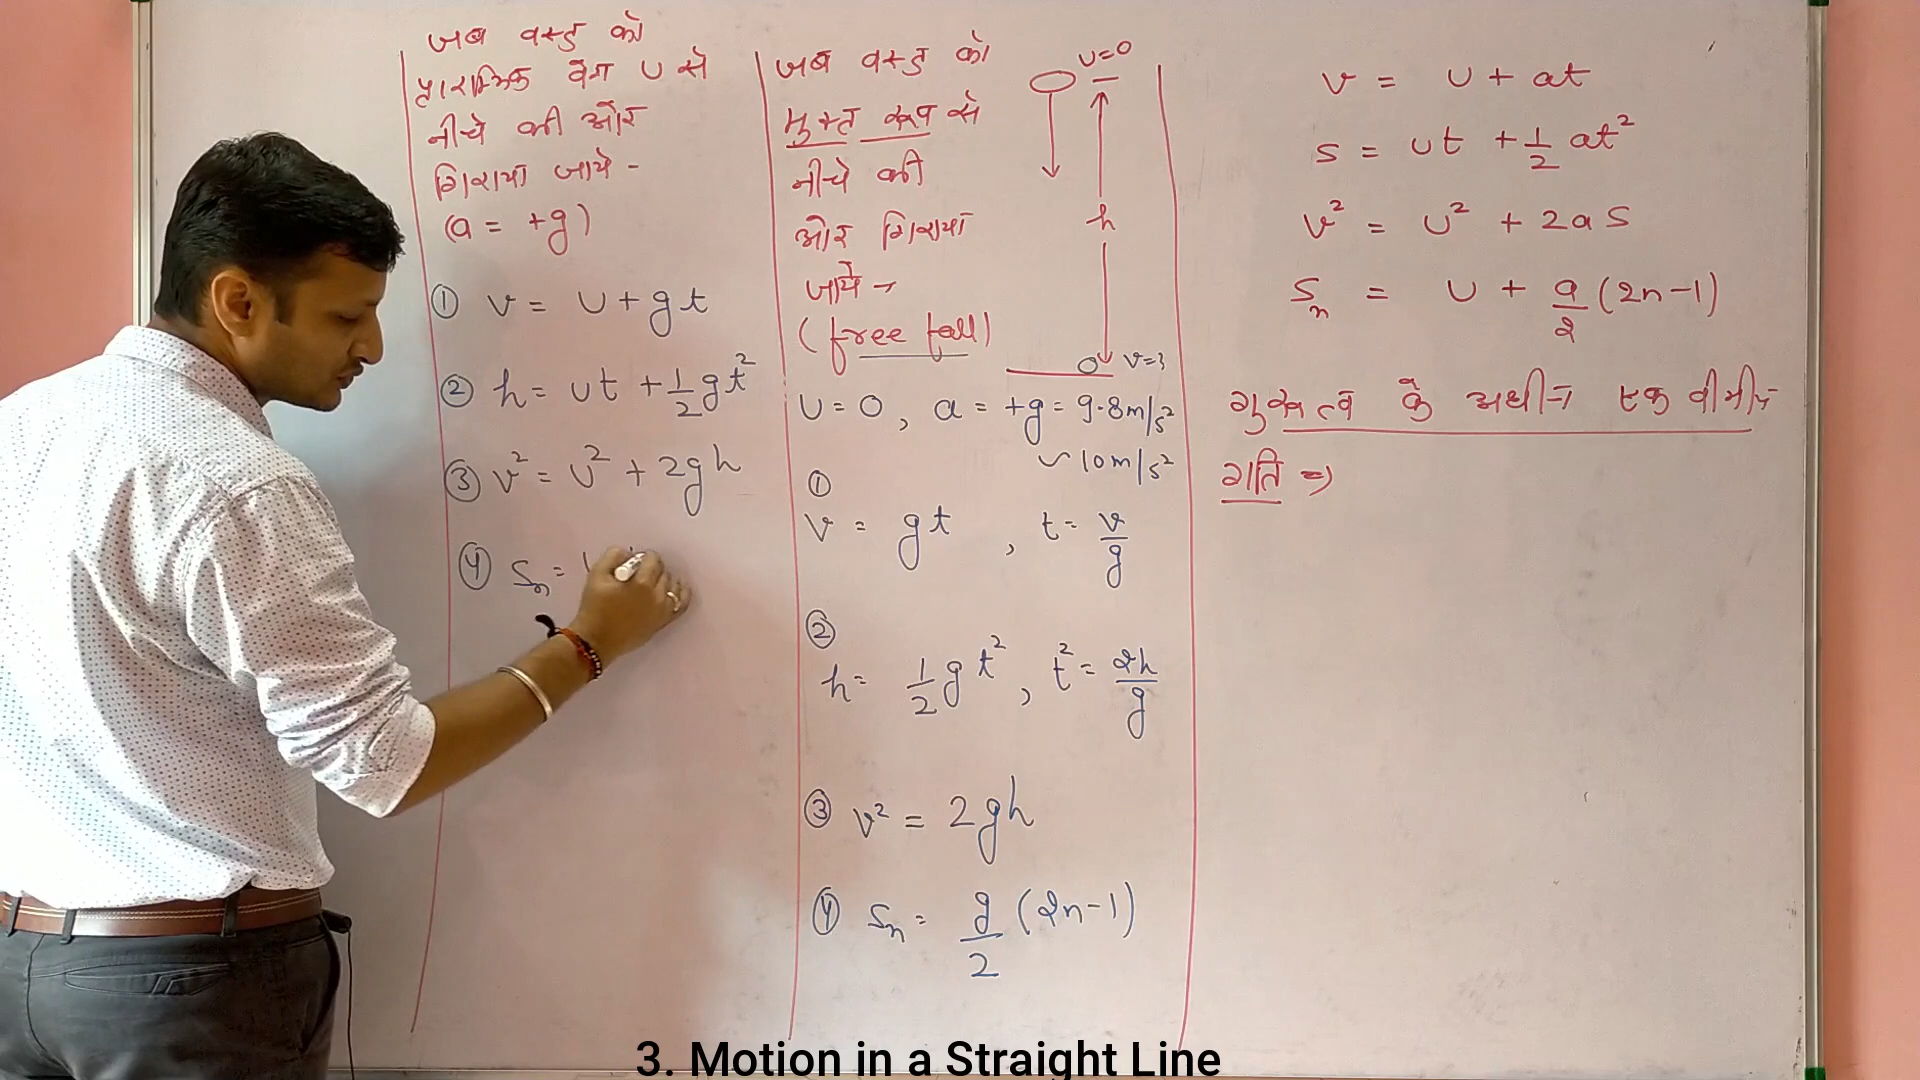 जब वस्तु को
प्रारम्भिक वेग u से
नीचे की ओर
गिराया जाये -
(a = +g)
① v = u + gt
② h = ut + 1/2 gt²
③ v² = u² + 2gh
④ Sn = u
जब वस्तु को
मुक्त रूप से
नीचे की
ओर गिराया
जाये →
(free fall)
u=0
h
v=?
u = 0, a = +g = 9.8m/s²
~ 10m/s²
①
v = gt , t = v/g
②
h = 1/2 gt² , t² = 2h/g
③ v² = 2gh
④ Sn = g/2 (2n-1)
v = u + at
s = ut + 1/2 at²
v² = u² + 2as
Sn = u + a/2 (2n-1)
गुरुत्व के अधीन एक वीमीय
गति ⇒
3. Motion in a Straight Line